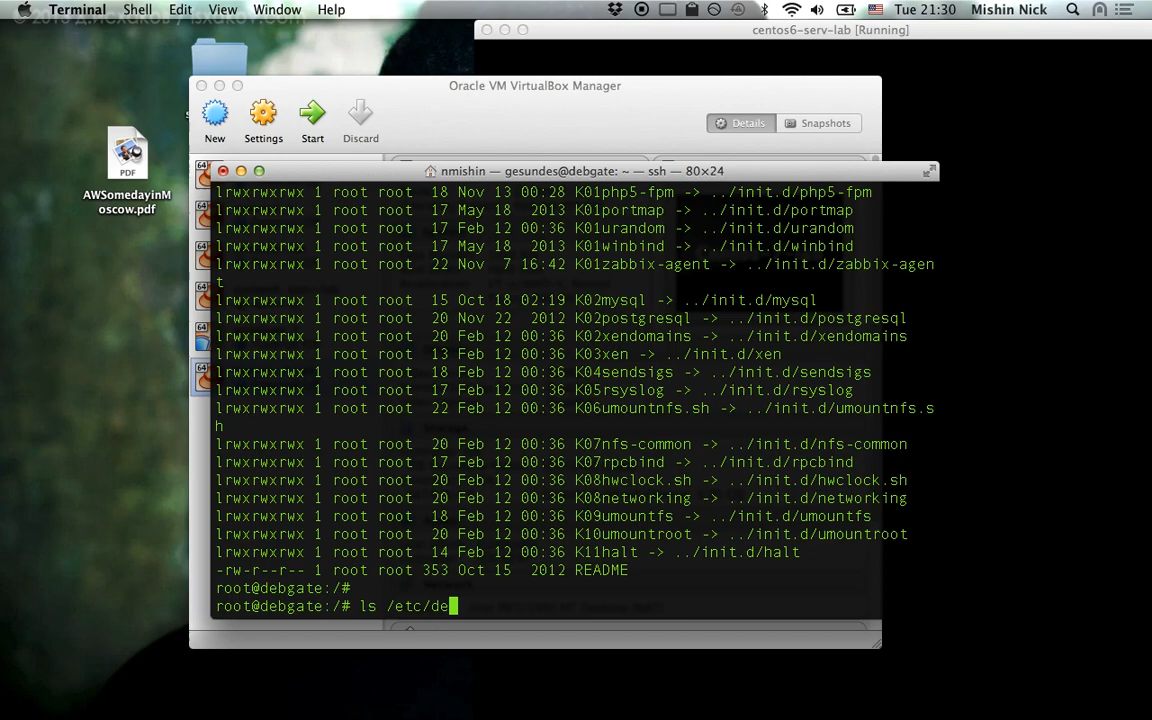 Terminal Shell Edit View Window Help Tue 21:30 Mishin Nick
centos6-serv-lab [Running]
Oracle VM VirtualBox Manager
New Settings Start Discard Details Snapshots
PDF
AWSomedayinM
oscow.pdf
nmishin — gesundes@debgate: ~ — ssh — 80×24
lrwxrwxrwx 1 root root  18 Nov 13 00:28 K01php5-fpm -> ../init.d/php5-fpm
lrwxrwxrwx 1 root root  17 May 18  2013 K01portmap -> ../init.d/portmap
lrwxrwxrwx 1 root root  17 Feb 12 00:36 K01urandom -> ../init.d/urandom
lrwxrwxrwx 1 root root  17 May 18  2013 K01winbind -> ../init.d/winbind
lrwxrwxrwx 1 root root  22 Nov  7 16:42 K01zabbix-agent -> ../init.d/zabbix-agen
t
lrwxrwxrwx 1 root root  15 Oct 18 02:19 K02mysql -> ../init.d/mysql
lrwxrwxrwx 1 root root  20 Nov 22  2012 K02postgresql -> ../init.d/postgresql
lrwxrwxrwx 1 root root  20 Feb 12 00:36 K02xendomains -> ../init.d/xendomains
lrwxrwxrwx 1 root root  13 Feb 12 00:36 K03xen -> ../init.d/xen
lrwxrwxrwx 1 root root  18 Feb 12 00:36 K04sendsigs -> ../init.d/sendsigs
lrwxrwxrwx 1 root root  17 Feb 12 00:36 K05rsyslog -> ../init.d/rsyslog
lrwxrwxrwx 1 root root  22 Feb 12 00:36 K06umountnfs.sh -> ../init.d/umountnfs.s
h
lrwxrwxrwx 1 root root  20 Feb 12 00:36 K07nfs-common -> ../init.d/nfs-common
lrwxrwxrwx 1 root root  17 Feb 12 00:36 K07rpcbind -> ../init.d/rpcbind
lrwxrwxrwx 1 root root  20 Feb 12 00:36 K08hwclock.sh -> ../init.d/hwclock.sh
lrwxrwxrwx 1 root root  20 Feb 12 00:36 K08networking -> ../init.d/networking
lrwxrwxrwx 1 root root  18 Feb 12 00:36 K09umountfs -> ../init.d/umountfs
lrwxrwxrwx 1 root root  20 Feb 12 00:36 K10umountroot -> ../init.d/umountroot
lrwxrwxrwx 1 root root  14 Feb 12 00:36 K11halt -> ../init.d/halt
-rw-r--r-- 1 root root 353 Oct 15  2012 README
root@debgate:/#
root@debgate:/# ls /etc/de